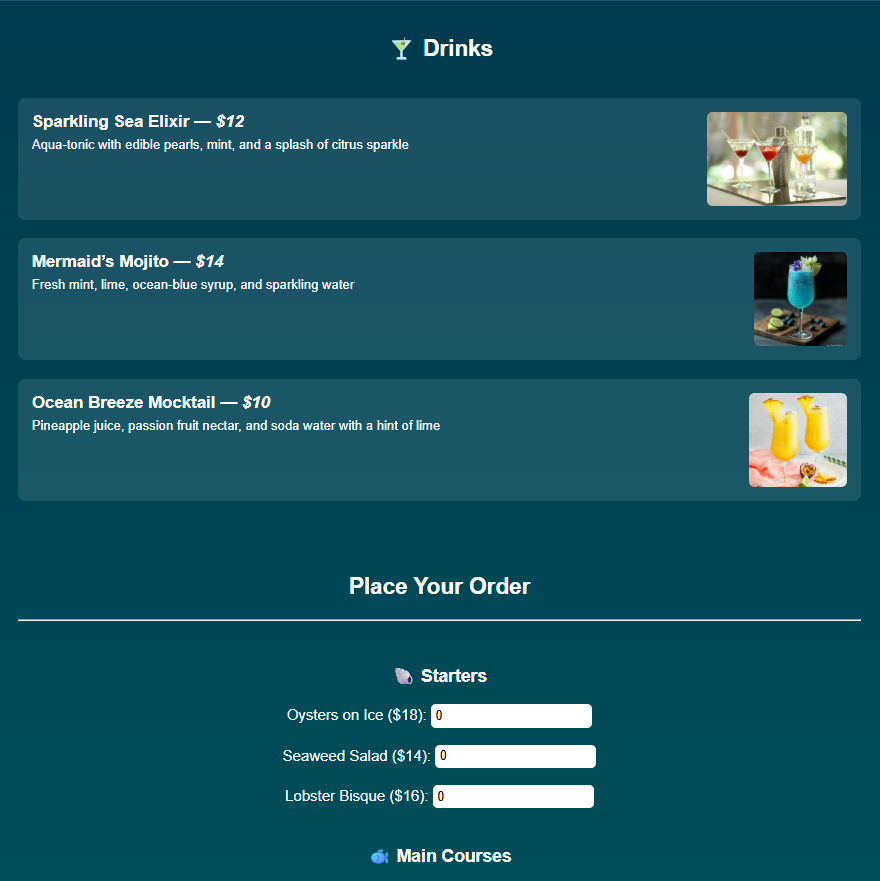 Drinks
Sparkling Sea Elixir — $12
Aqua-tonic with edible pearls, mint, and a splash of citrus sparkle
Mermaid’s Mojito — $14
Fresh mint, lime, ocean-blue syrup, and sparkling water
Ocean Breeze Mocktail — $10
Pineapple juice, passion fruit nectar, and soda water with a hint of lime
Place Your Order
Starters
Oysters on Ice ($18): 0
Seaweed Salad ($14): 0
Lobster Bisque ($16): 0
Main Courses